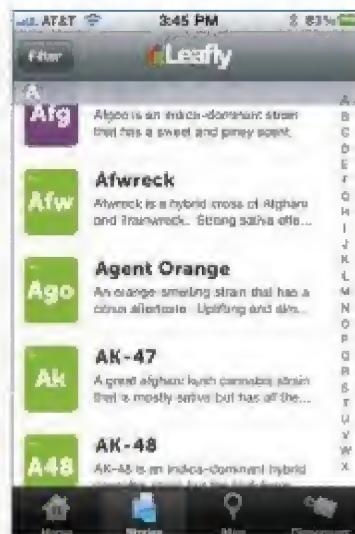 AT&T 3:45 PM 83%
Filter
Leafly
A
Afg
Afgoo is an indica-dominant strain
that has a sweet and piney scent.
Afw
Afwreck
Afwreck is a hybrid cross of Afghani
and Trainwreck. Strong sativa effe...
Ago
Agent Orange
An orange-smelling strain that has a
citrus aftertaste. Uplifting and
Ak
AK-47
A great afghani kush cannabis strain
that is mostly sativa but has all the...
A48
AK-48
AK-48 is an indica-dominant hybrid
A
B
C
D
E
F
G
H
I
J
K
L
M
N
O
P
Q
R
S
T
U
V
W
X
Home
Strains